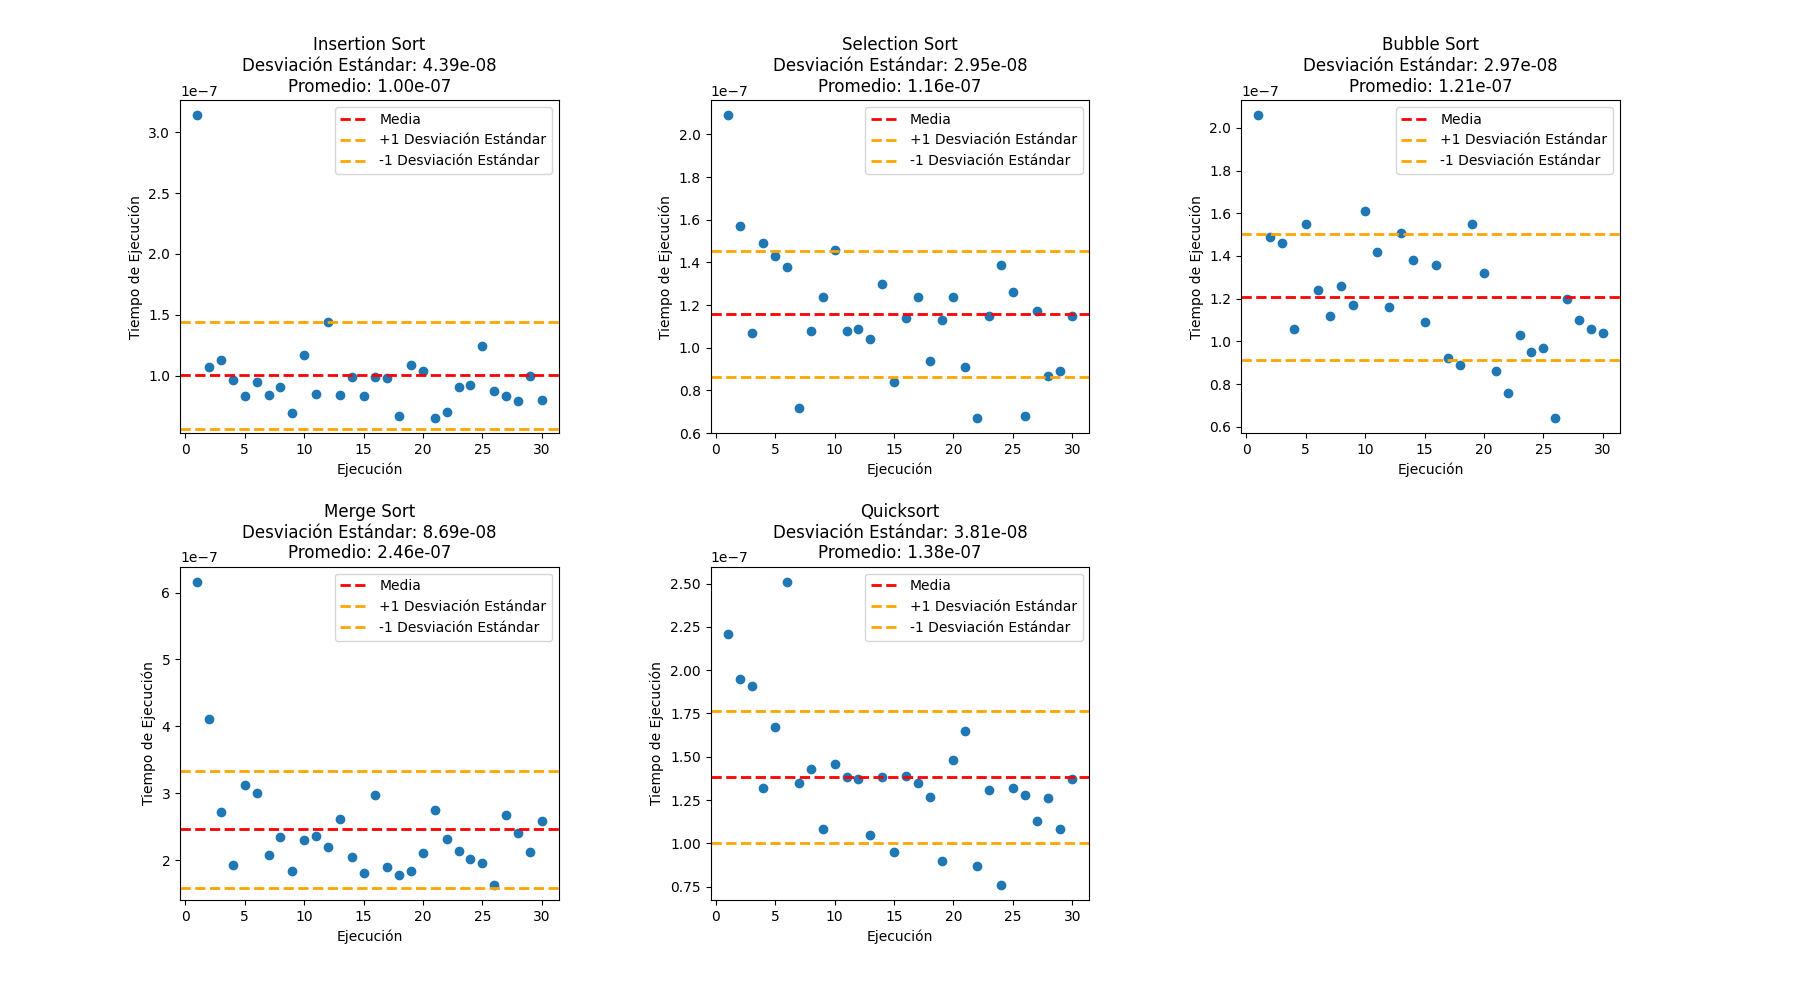 Insertion Sort
Desviación Estándar: 4.39e-08
Promedio: 1.00e-07
1e−7
Media
+1 Desviación Estándar
-1 Desviación Estándar
3.0
2.5
2.0
1.5
1.0
Tiempo de Ejecución
0 5 10 15 20 25 30
Ejecución
Selection Sort
Desviación Estándar: 2.95e-08
Promedio: 1.16e-07
1e−7
Media
+1 Desviación Estándar
-1 Desviación Estándar
2.0
1.8
1.6
1.4
1.2
1.0
0.8
0.6
Tiempo de Ejecución
0 5 10 15 20 25 30
Ejecución
Bubble Sort
Desviación Estándar: 2.97e-08
Promedio: 1.21e-07
1e−7
Media
+1 Desviación Estándar
-1 Desviación Estándar
2.0
1.8
1.6
1.4
1.2
1.0
0.8
0.6
Tiempo de Ejecución
0 5 10 15 20 25 30
Ejecución
Merge Sort
Desviación Estándar: 8.69e-08
Promedio: 2.46e-07
1e−7
Media
+1 Desviación Estándar
-1 Desviación Estándar
6
5
4
3
2
Tiempo de Ejecución
0 5 10 15 20 25 30
Ejecución
Quicksort
Desviación Estándar: 3.81e-08
Promedio: 1.38e-07
1e−7
Media
+1 Desviación Estándar
-1 Desviación Estándar
2.50
2.25
2.00
1.75
1.50
1.25
1.00
0.75
Tiempo de Ejecución
0 5 10 15 20 25 30
Ejecución